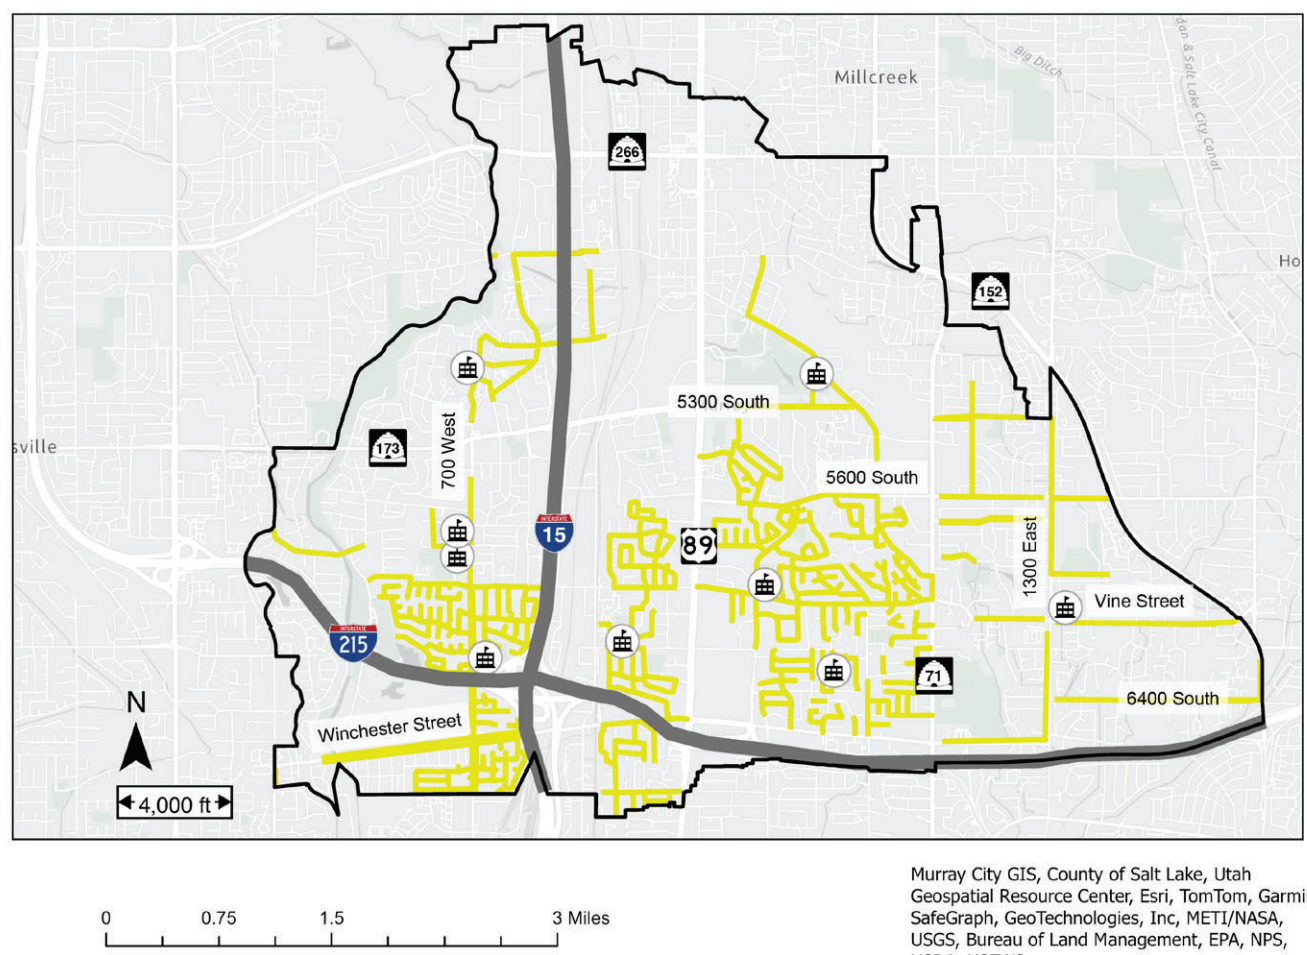 Millcreek
Big Ditch
dan & Salt Lake City Canal
266
Ho
152
5300 South
sville
173
700 West
5600 South
INTERSTATE
15
89
1300 East
Vine Street
INTERSTATE
215
71
6400 South
N
Winchester Street
4,000 ft
0 0.75 1.5 3 Miles
Murray City GIS, County of Salt Lake, Utah
Geospatial Resource Center, Esri, TomTom, Garmi
SafeGraph, GeoTechnologies, Inc, METI/NASA,
USGS, Bureau of Land Management, EPA, NPS,